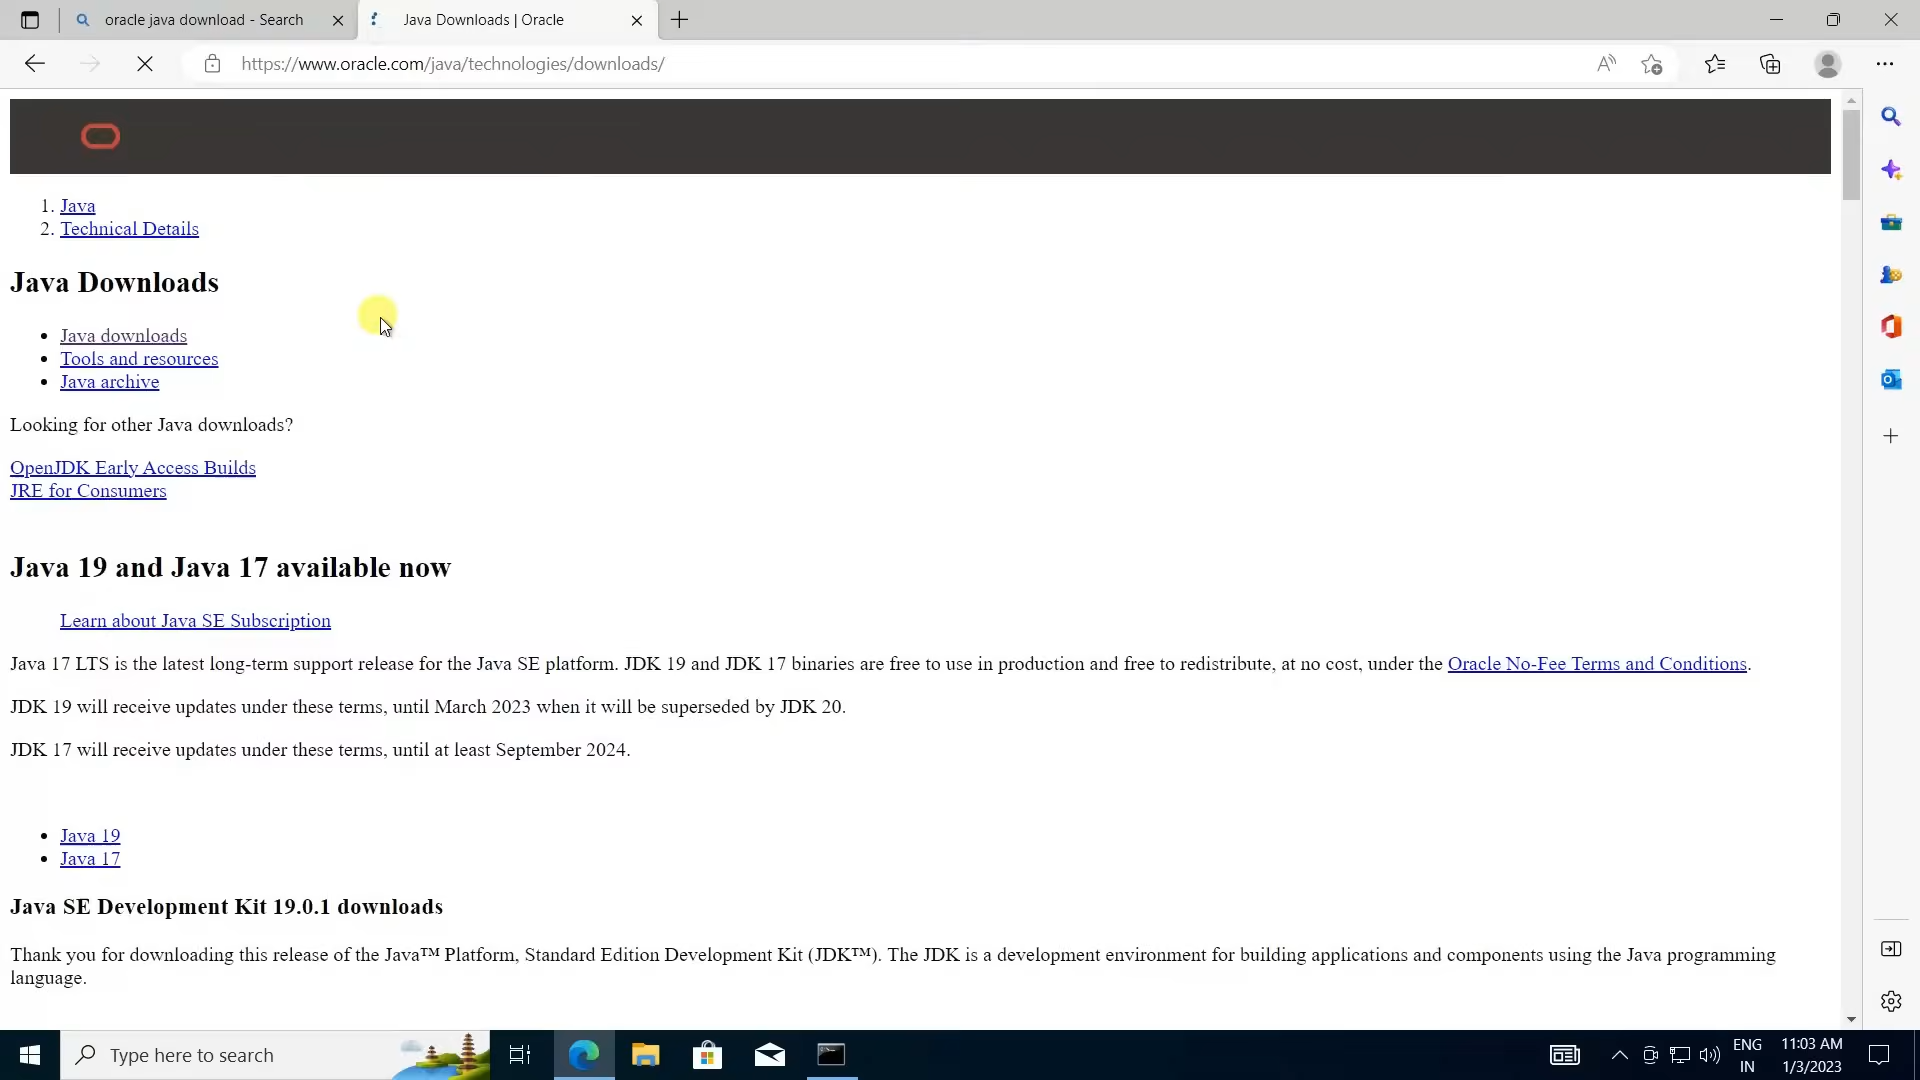 oracle java download - Search
Java Downloads | Oracle
https://www.oracle.com/java/technologies/downloads/
1. Java
2. Technical Details
Java Downloads
• Java downloads
• Tools and resources
• Java archive
Looking for other Java downloads?
OpenJDK Early Access Builds
JRE for Consumers
Java 19 and Java 17 available now
Learn about Java SE Subscription
Java 17 LTS is the latest long-term support release for the Java SE platform. JDK 19 and JDK 17 binaries are free to use in production and free to redistribute, at no cost, under the Oracle No-Fee Terms and Conditions.
JDK 19 will receive updates under these terms, until March 2023 when it will be superseded by JDK 20.
JDK 17 will receive updates under these terms, until at least September 2024.
• Java 19
• Java 17
Java SE Development Kit 19.0.1 downloads
Thank you for downloading this release of the Java™ Platform, Standard Edition Development Kit (JDK™). The JDK is a development environment for building applications and components using the Java programming
language.
Type here to search
ENG
IN
11:03 AM
1/3/2023